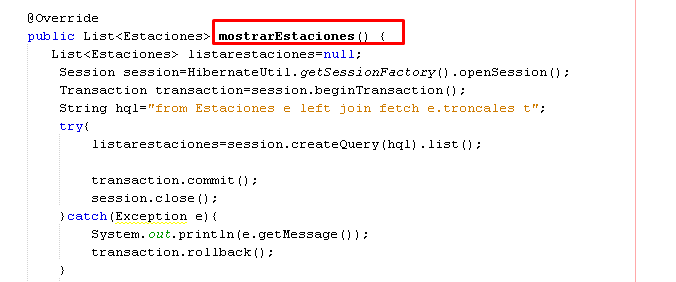 @Override
public List<Estaciones> mostrarEstaciones() {
List<Estaciones> listarestaciones=null;
Session session=HibernateUtil.getSessionFactory().openSession();
Transaction transaction=session.beginTransaction();
String hql="from Estaciones e left join fetch e.troncales t";
try{
listarestaciones=session.createQuery(hql).list();
transaction.commit();
session.close();
}catch(Exception e){
System.out.println(e.getMessage());
transaction.rollback();
}